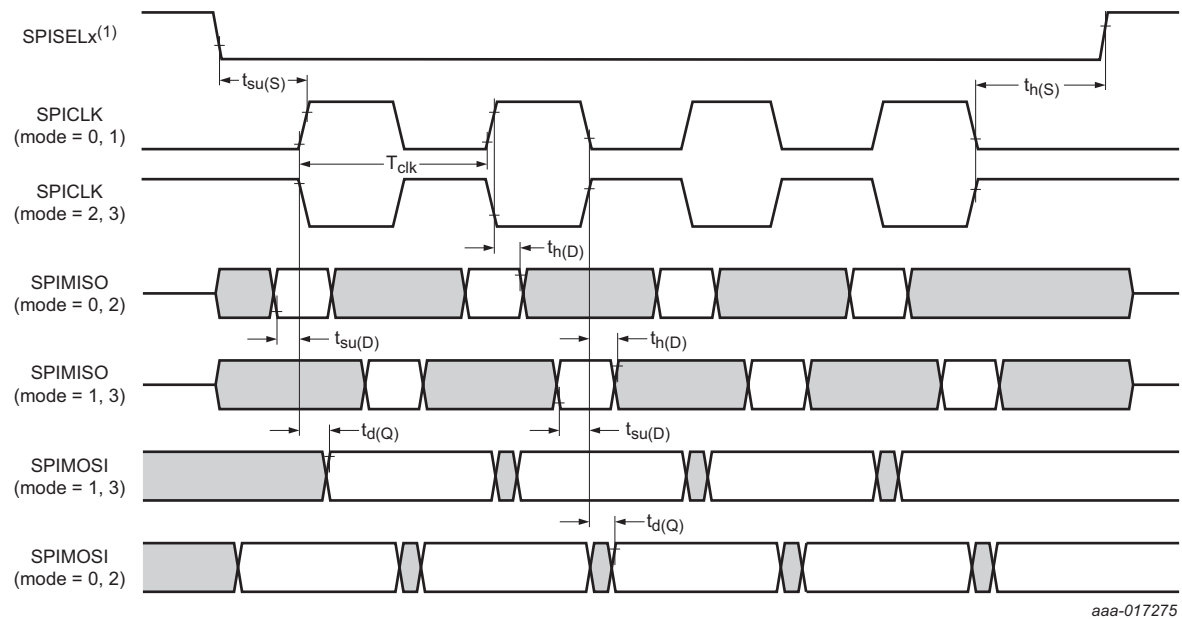 SPISELx(1)
tsu(S)
th(S)
SPICLK
(mode = 0, 1)
Tclk
SPICLK
(mode = 2, 3)
th(D)
SPIMISO
(mode = 0, 2)
tsu(D)
th(D)
SPIMISO
(mode = 1, 3)
td(Q)
tsu(D)
SPIMOSI
(mode = 1, 3)
td(Q)
SPIMOSI
(mode = 0, 2)
aaa-017275